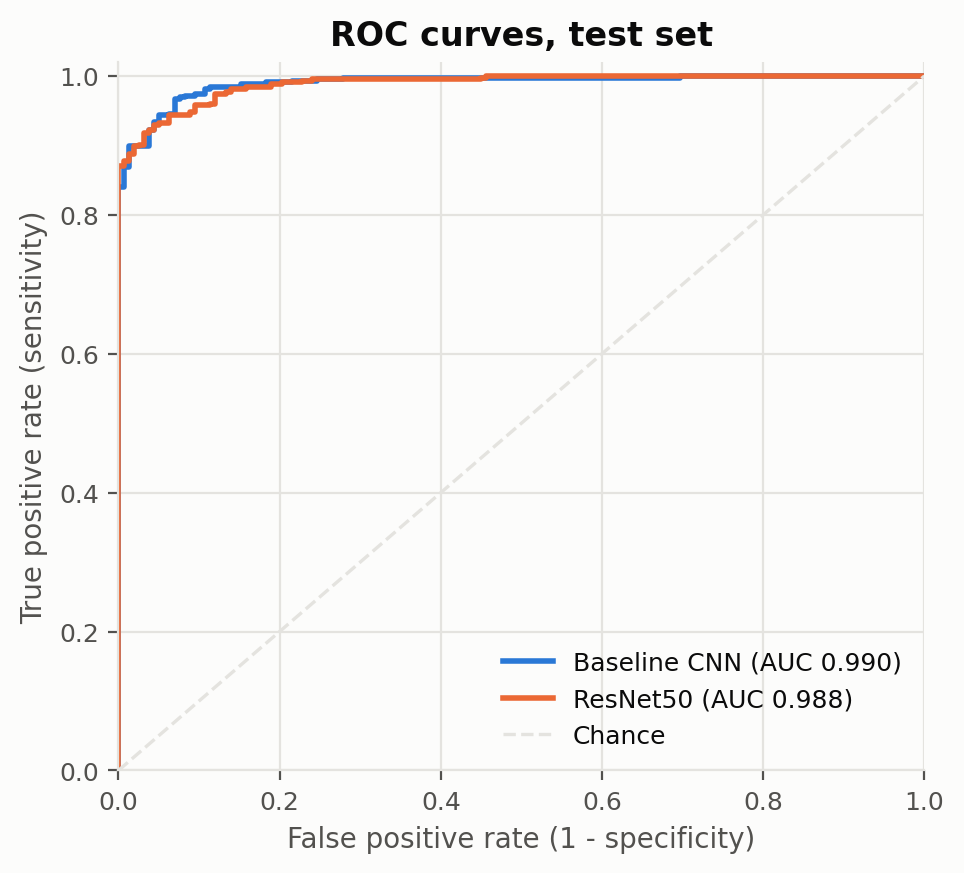 ROC curves, test set
True positive rate (sensitivity)
1.0
0.8
0.6
0.4
0.2
0.0
Baseline CNN (AUC 0.990)
ResNet50 (AUC 0.988)
Chance
0.0 0.2 0.4 0.6 0.8 1.0
False positive rate (1 - specificity)